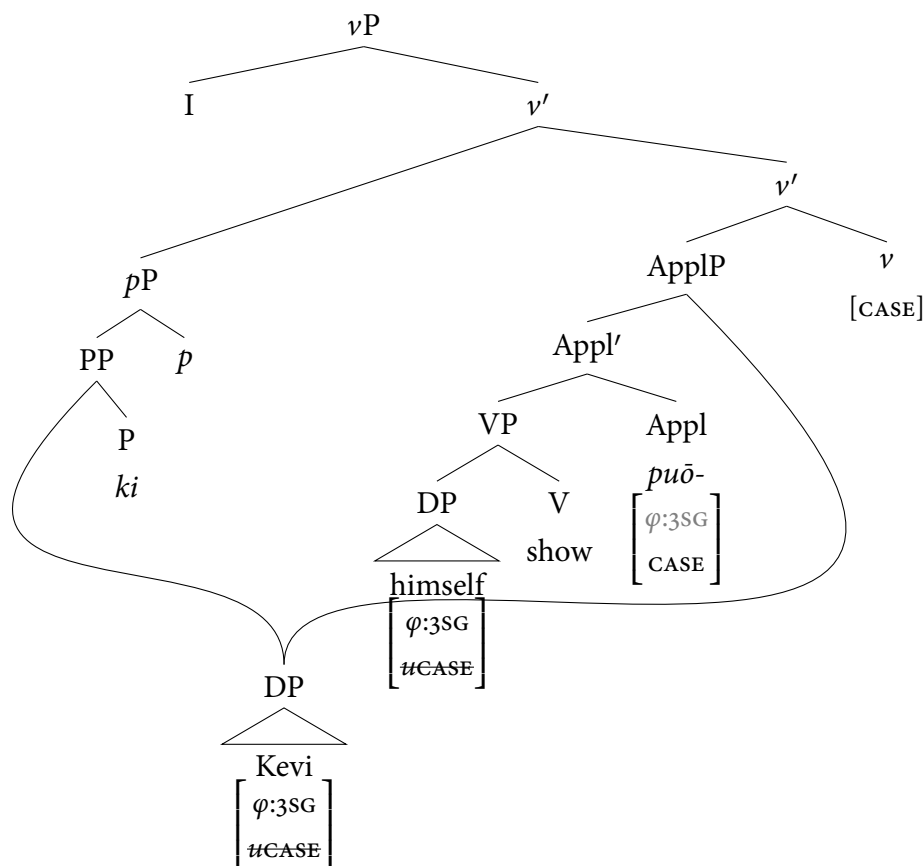 vP
I v′
v′
pP ApplP v
[CASE]
PP p Appl′
P VP Appl
ki puō-
DP V [φ:3SG
show CASE]
himself
[φ:3SG
uCASE]
DP
Kevi
[φ:3SG
uCASE]